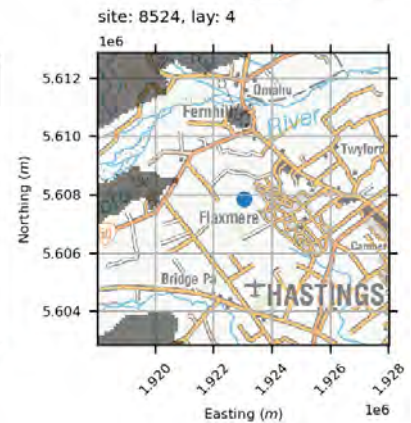 site: 8524, lay: 4
1e6
5.612
5.610
5.608
5.606
5.604
Northing (m)
Omahu
Fernhill
River
Twyford
Flaxmere
50
Camber
Bridge Pa
HASTINGS
1.920
1.922
1.924
1.926
1.928
1e6
Easting (m)